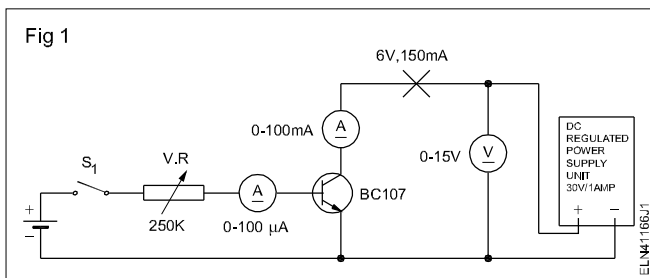 Fig 1
6V,150mA
0-100mA
A
DC
REGULATED
POWER
SUPPLY
UNIT
30V/1AMP
+ −
0-15V
V
S1
V.R
250K
A
0-100 µA
BC107
+
−
ELN41166J1